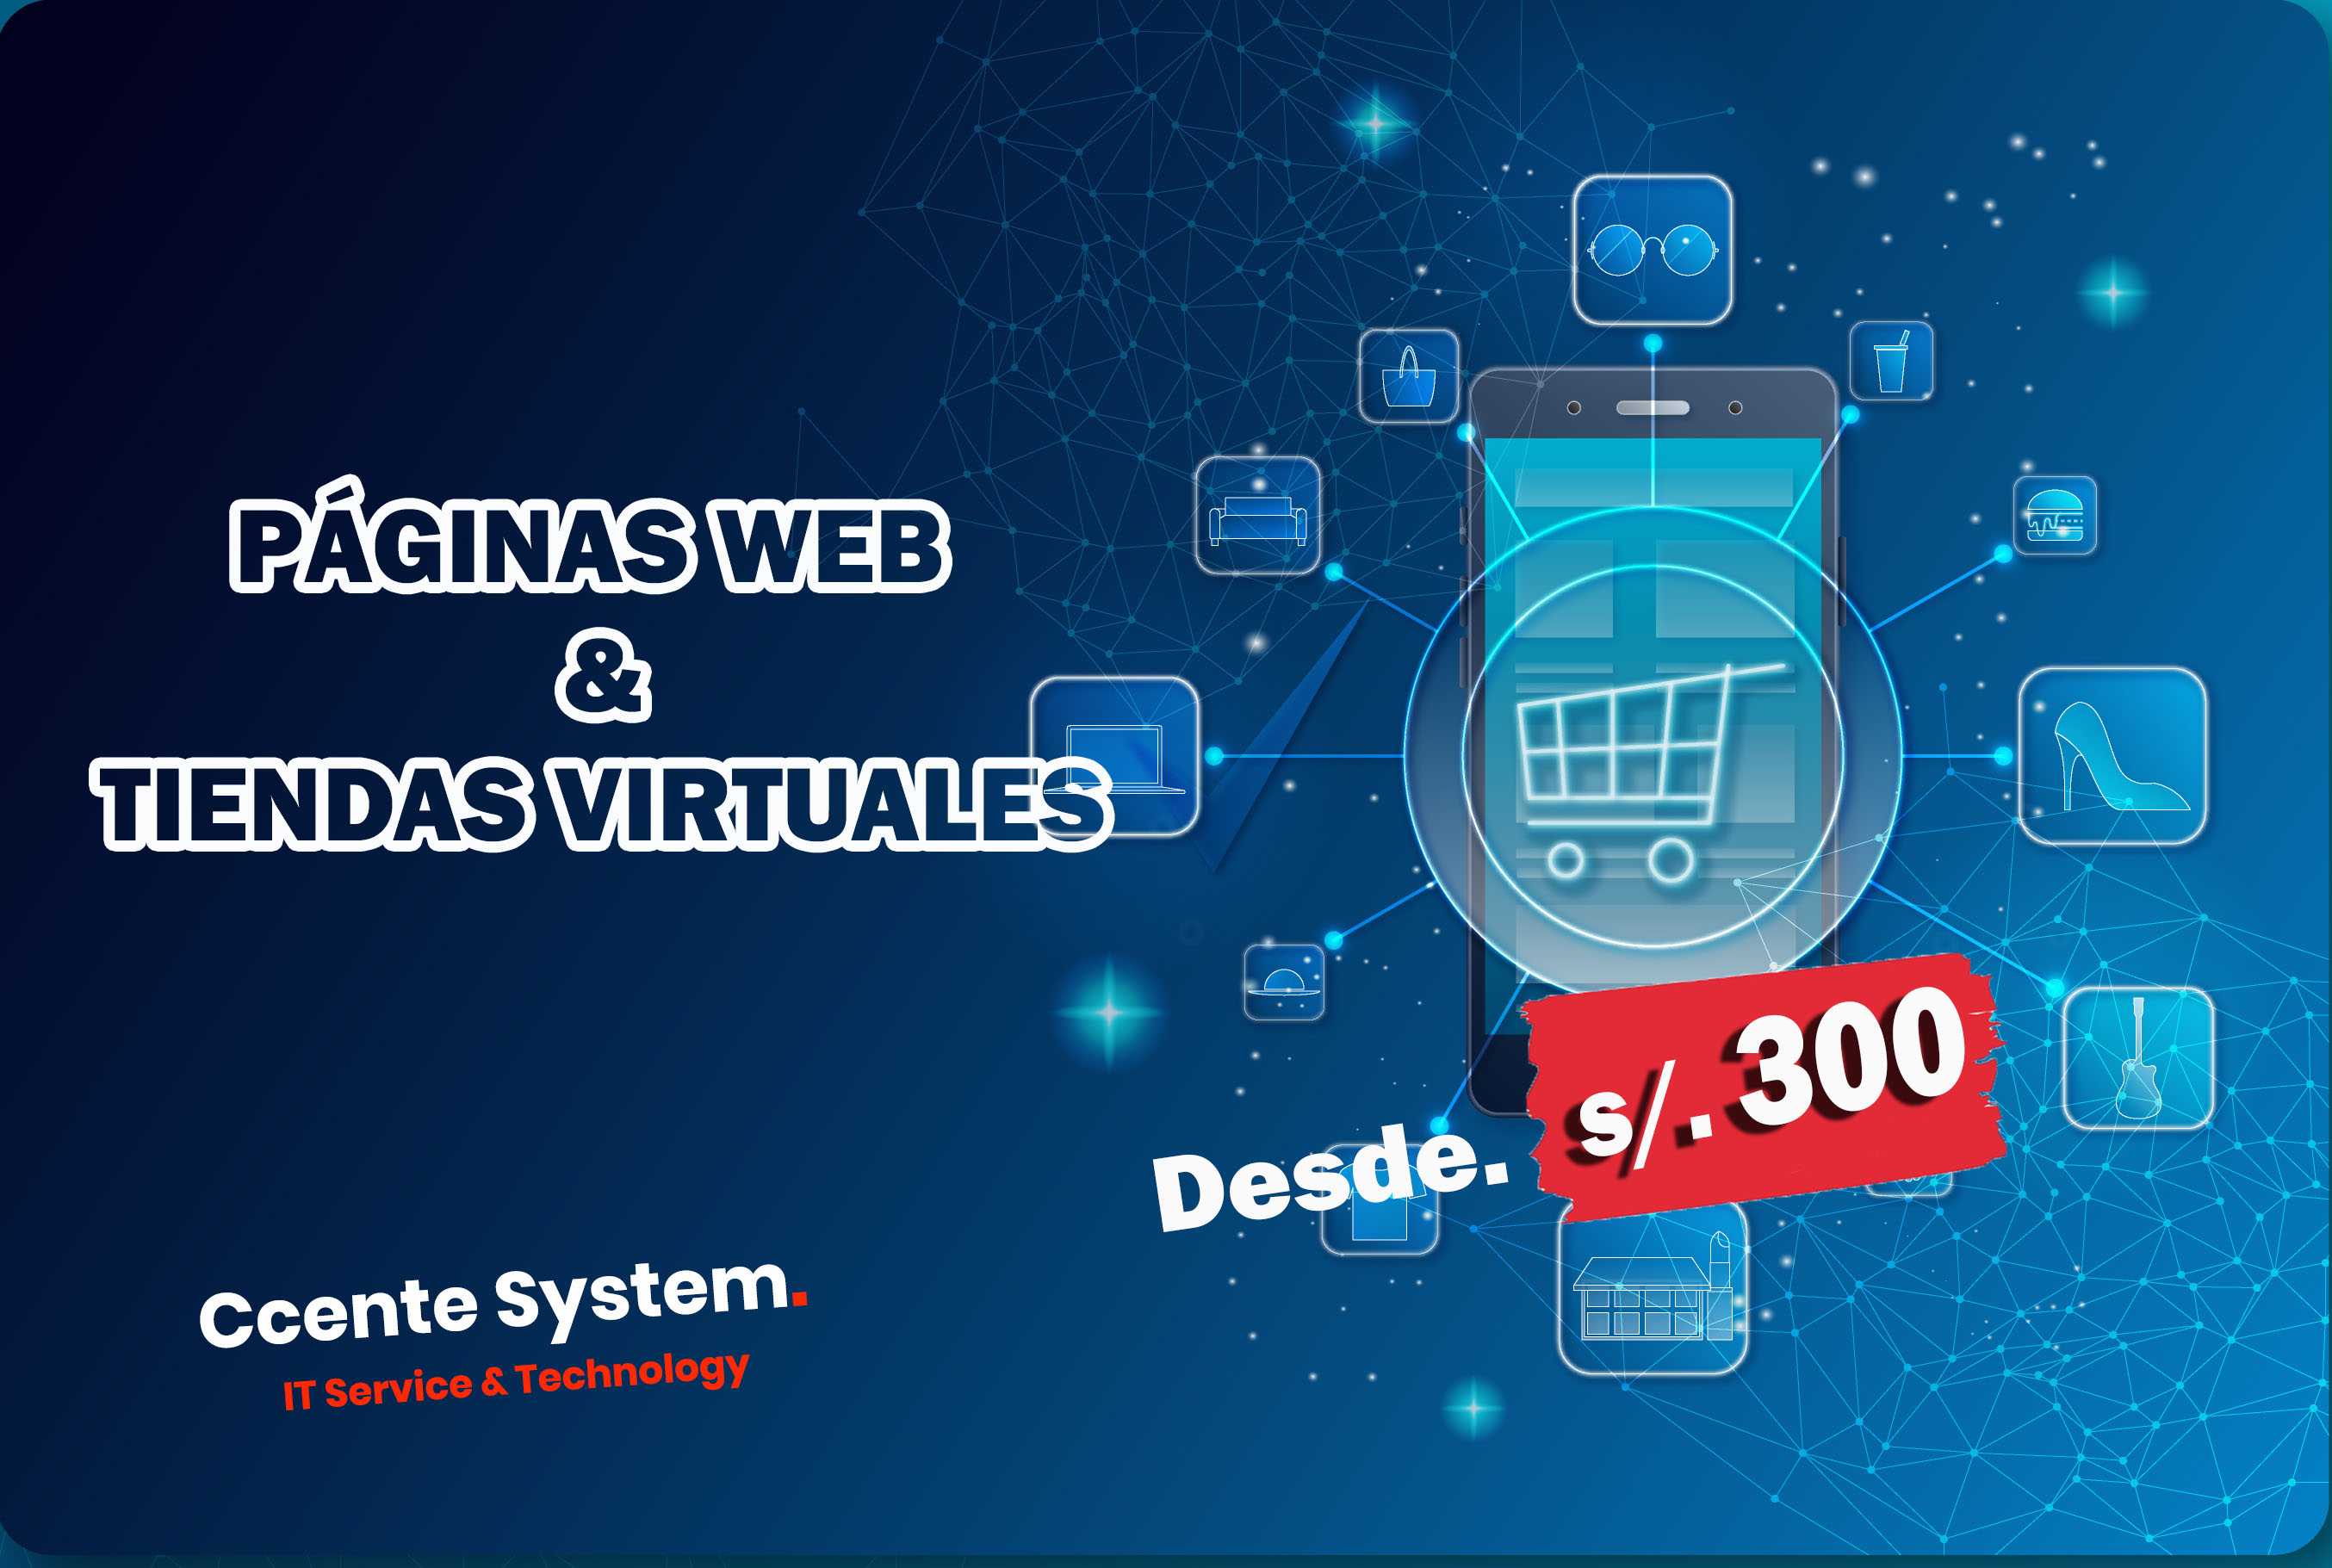 PÁGINAS WEB
&
TIENDAS VIRTUALES
Desde. s/. 300
Ccente System.
IT Service & Technology